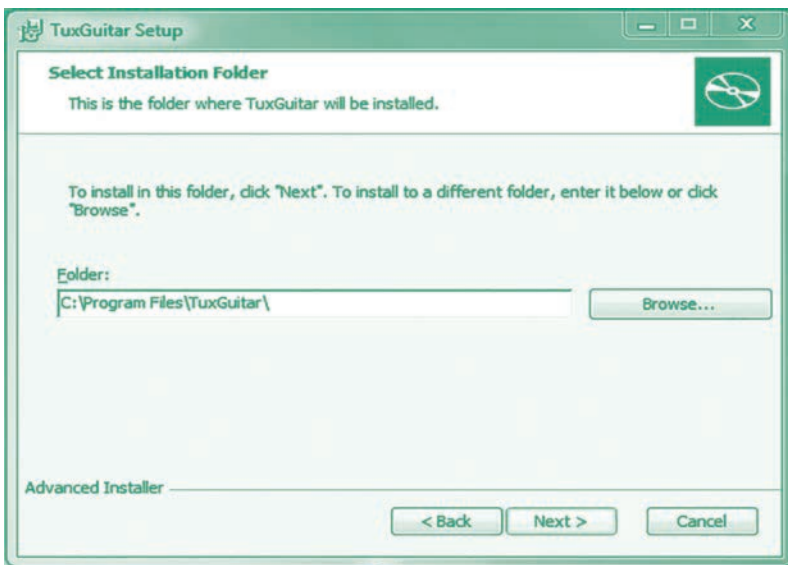 TuxGuitar Setup
Select Installation Folder
This is the folder where TuxGuitar will be installed.
To install in this folder, click "Next". To install to a different folder, enter it below or click
"Browse".
Folder:
C:\Program Files\TuxGuitar\
Browse...
Advanced Installer
< Back
Next >
Cancel